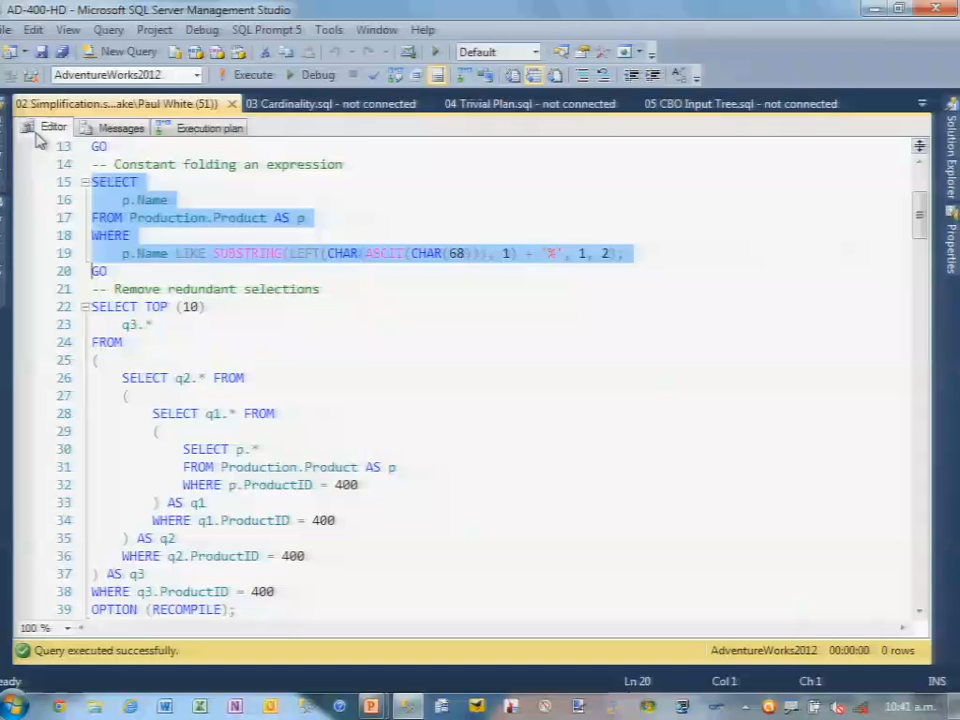 AD-400-HD - Microsoft SQL Server Management Studio
ile Edit View Query Project Debug SQL Prompt 5 Tools Window Help
New Query Default
AdventureWorks2012 Execute Debug
02 Simplification.s...ake\Paul White (51)) 03 Cardinality.sql - not connected 04 Trivial Plan.sql - not connected 05 CBO Input Tree.sql - not connected
Editor Messages Execution plan
Solution Explorer
Properties
13 GO
14 -- Constant folding an expression
15 SELECT
16 p.Name
17 FROM Production.Product AS p
18 WHERE
19 p.Name LIKE SUBSTRING(LEFT(CHAR(ASCII(CHAR(68))), 1) + '%', 1, 2);
20 GO
21 -- Remove redundant selections
22 SELECT TOP (10)
23 q3.*
24 FROM
25 (
26 SELECT q2.* FROM
27 (
28 SELECT q1.* FROM
29 (
30 SELECT p.*
31 FROM Production.Product AS p
32 WHERE p.ProductID = 400
33 ) AS q1
34 WHERE q1.ProductID = 400
35 ) AS q2
36 WHERE q2.ProductID = 400
37 ) AS q3
38 WHERE q3.ProductID = 400
39 OPTION (RECOMPILE);
100 %
Query executed successfully. AdventureWorks2012 00:00:00 0 rows
eady Ln 20 Col 1 Ch 1 INS
10:41 a.m.